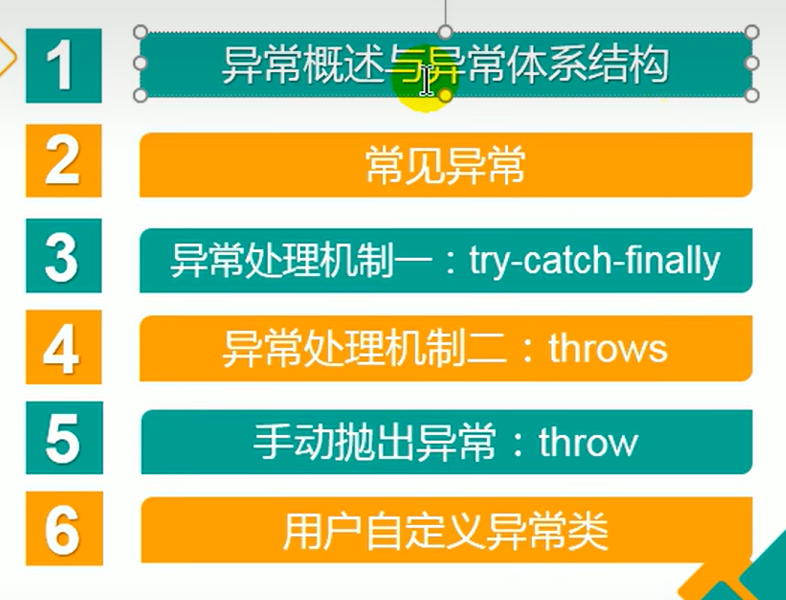 1 异常概述与异常体系结构
2 常见异常
3 异常处理机制一：try-catch-finally
4 异常处理机制二：throws
5 手动抛出异常：throw
6 用户自定义异常类